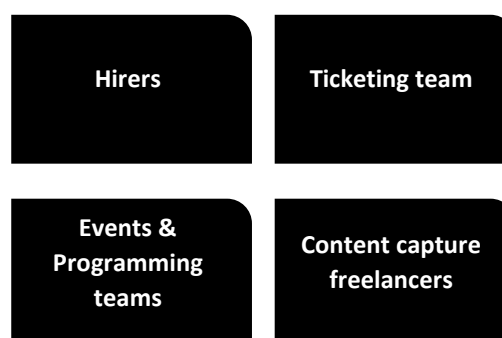 Hirers
Ticketing team
Events &
Programming
teams
Content capture
freelancers